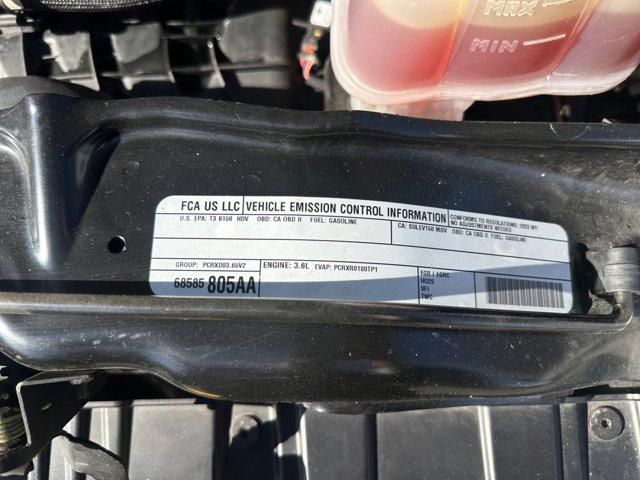 MAX
MIN
FCA US LLC VEHICLE EMISSION CONTROL INFORMATION CONFORMS TO REGULATIONS: 2023 MY
NO ADJUSTMENTS NEEDED.
U.S. EPA: T3 B150 HDV OBD: CA OBD II FUEL: GASOLINE
CA: SULEV150 MDV OBD: CA OBD II FUEL: GASOLINE
GROUP: PCRXD03.65V2 ENGINE: 3.6L EVAP: PCRXR0180TP1
68585 805AA
EGR / EGRC
HO2S
SFI
TWC